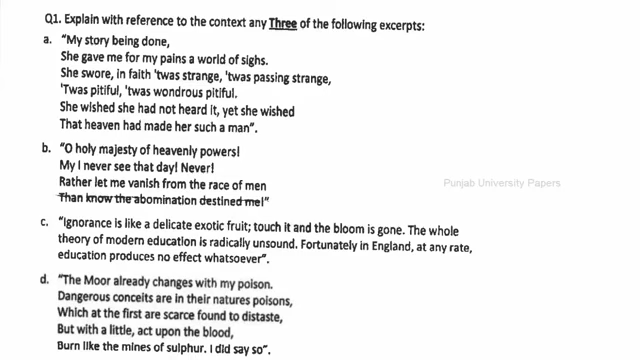 Q1. Explain with reference to the context any Three of the following excerpts:
a. "My story being done,
She gave me for my pains a world of sighs.
She swore, in faith 'twas strange, 'twas passing strange,
'Twas pitiful, 'twas wondrous pitiful.
She wished she had not heard it, yet she wished
That heaven had made her such a man".
b. "O holy majesty of heavenly powers!
My I never see that day! Never!
Rather let me vanish from the race of men
Than know the abomination destined me!"
Punjab University Papers
c. "Ignorance is like a delicate exotic fruit; touch it and the bloom is gone. The whole
theory of modern education is radically unsound. Fortunately in England, at any rate,
education produces no effect whatsoever".
d. "The Moor already changes with my poison.
Dangerous conceits are in their natures poisons,
Which at the first are scarce found to distaste,
But with a little, act upon the blood,
Burn like the mines of sulphur. I did say so".